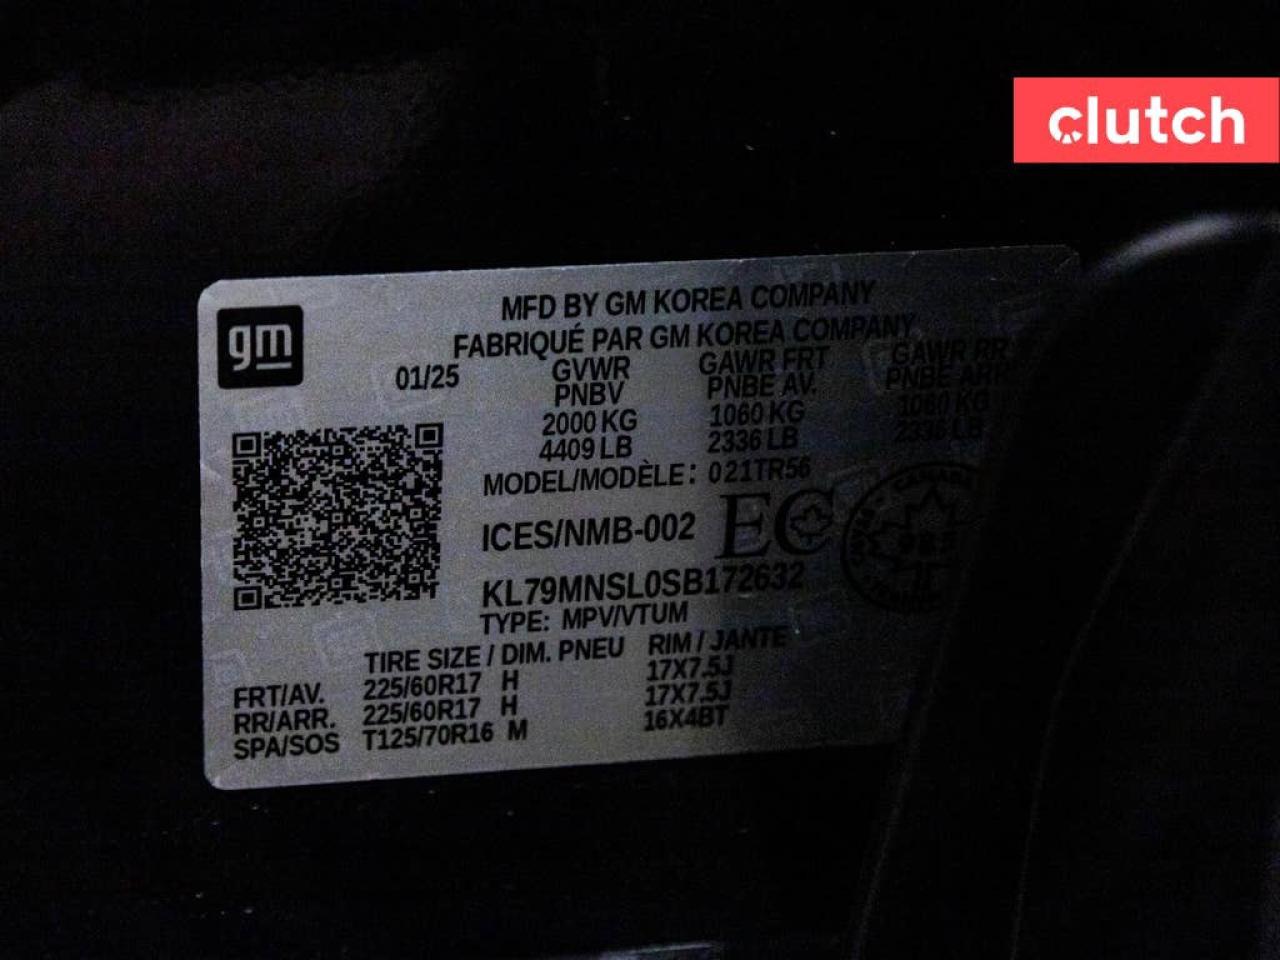 clutch
gm
MFD BY GM KOREA COMPANY
FABRIQUÉ PAR GM KOREA COMPANY
01/25 GVWR GAWR FRT GAWR RR
PNBV PNBE AV. PNBE ARR
2000 KG 1060 KG 1060 KG
4409 LB 2336 LB 2336 LB
MODEL/MODÈLE: 021TR56
ICES/NMB-002 EC
CANADA
KL79MNSL0SB172632
TYPE: MPV/VTUM
TIRE SIZE / DIM. PNEU RIM / JANTE
FRT/AV. 225/60R17 H 17X7.5J
RR/ARR. 225/60R17 H 17X7.5J
SPA/SOS T125/70R16 M 16X4BT